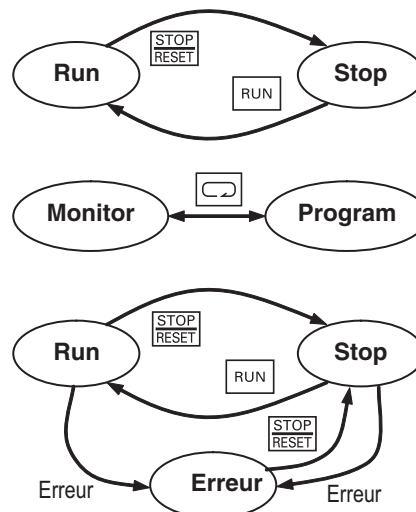 STOP
RESET
Run
Stop
RUN
Monitor
Program
STOP
RESET
Run
Stop
RUN
STOP
RESET
Erreur
Erreur
Erreur